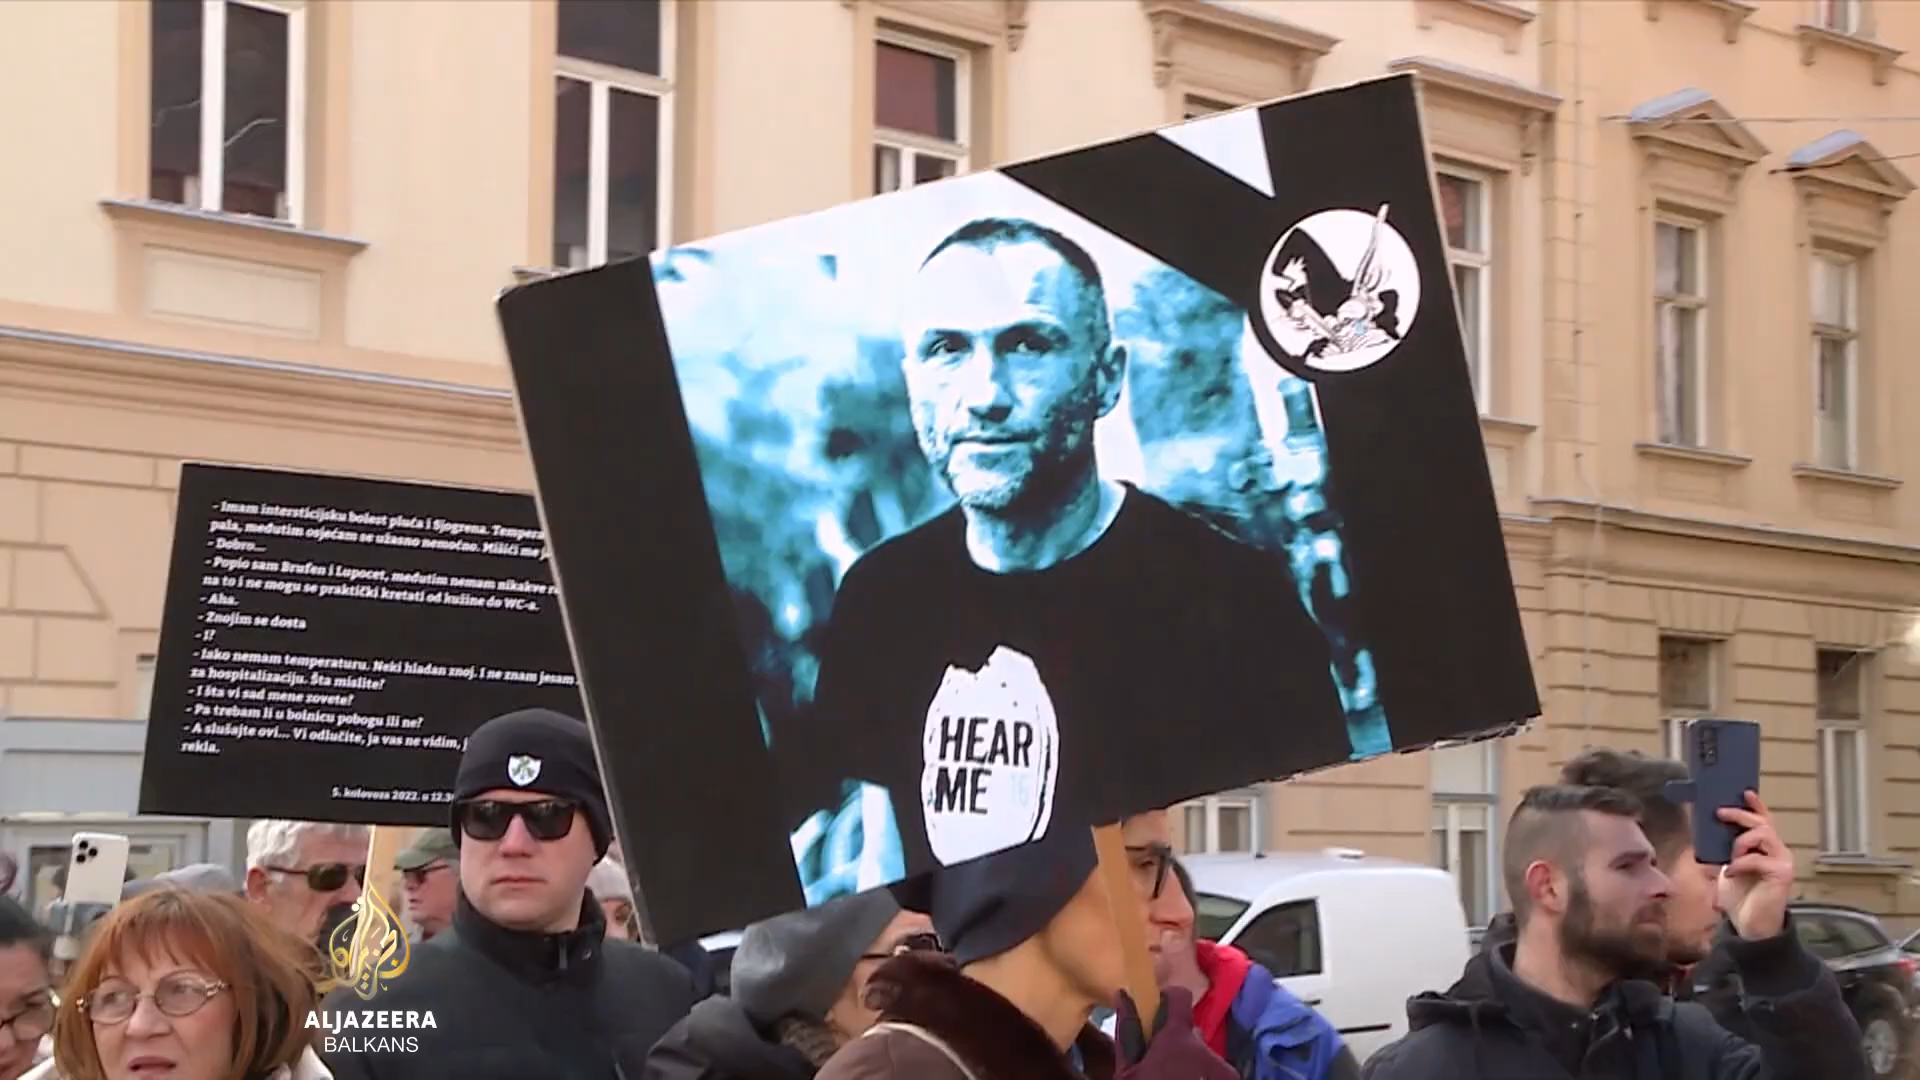 - Imam intersticijsku bolest pluća i Sjogrena. Tempera
pala, međutim osjećam se užasno nemoćno. Mišići me
- Dobro...
- Popio sam Brufen i Lupocet, međutim nemam nikakve
na to i ne mogu se praktički kretati od kuhine do WC-a.
- Aha.
- Znojim se dosta
- I?
- Iako nemam temperaturu. Neki hladan znoj. I ne znam jesam
za hospitalizaciju. Šta mislite?
- I šta vi sad mene zovete?
- Pa trebam li u bolnicu pobogu ili ne?
- A slušajte ovi... Vi odlučite, ja vas ne vidim,
rekla.
5. kolovoza 2022. u 12.3
HEAR
ME 16
ALJAZEERA
BALKANS